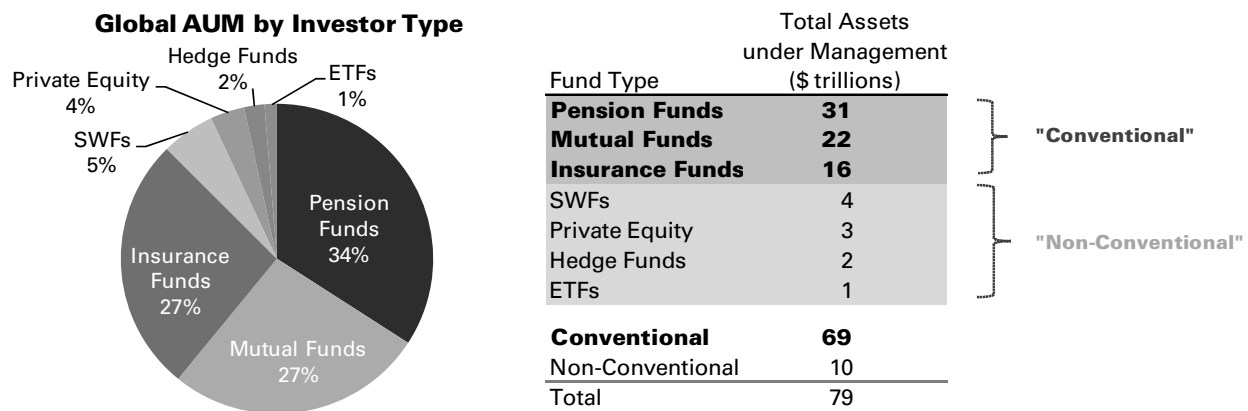 Global AUM by Investor Type
Hedge Funds
2%
ETFs
1%
Private Equity
4%
SWFs
5%
Pension
Funds
34%
Insurance
Funds
27%
Mutual Funds
27%
Total Assets
under Management
Fund Type ($ trillions)
Pension Funds 31
Mutual Funds 22
Insurance Funds 16
SWFs 4
Private Equity 3
Hedge Funds 2
ETFs 1
Conventional 69
Non-Conventional 10
Total 79
"Conventional"
"Non-Conventional"